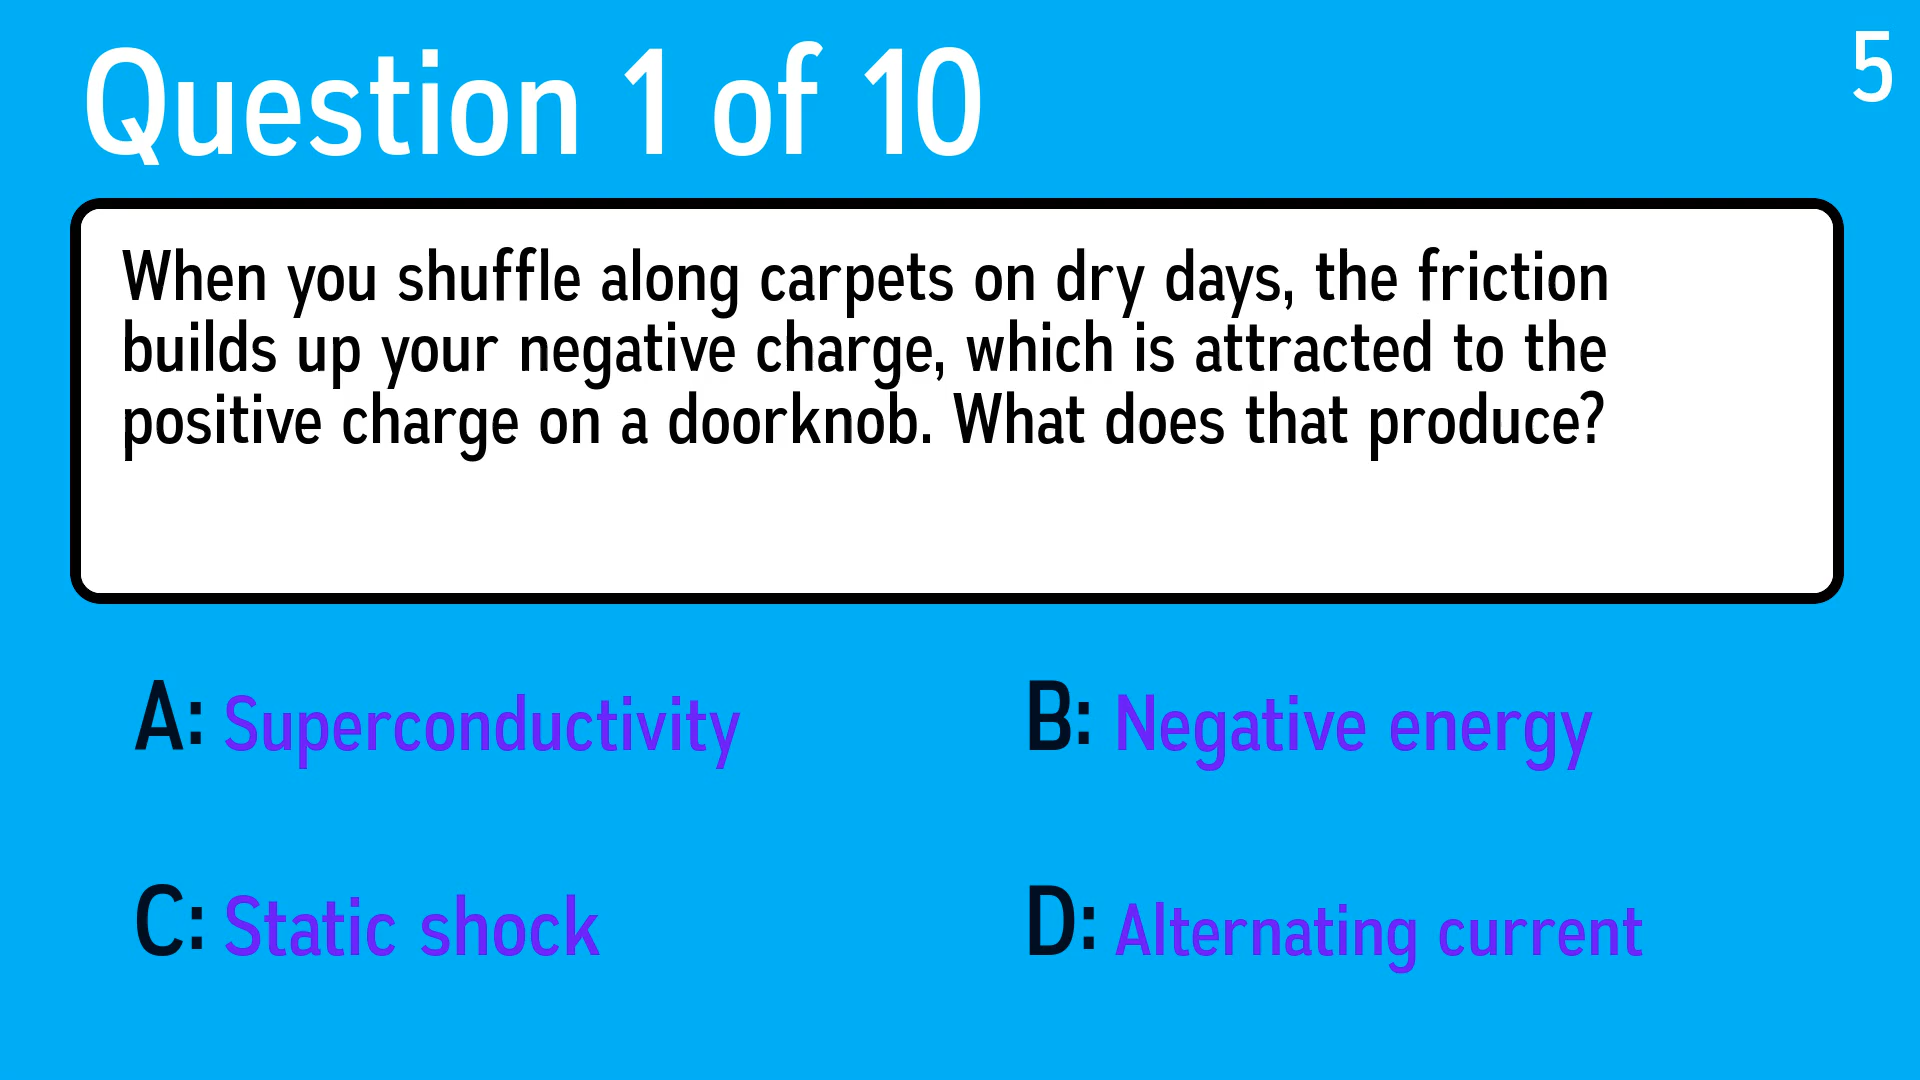 Question 1 of 10
5
When you shuffle along carpets on dry days, the friction
builds up your negative charge, which is attracted to the
positive charge on a doorknob. What does that produce?
A: Superconductivity
B: Negative energy
C: Static shock
D: Alternating current